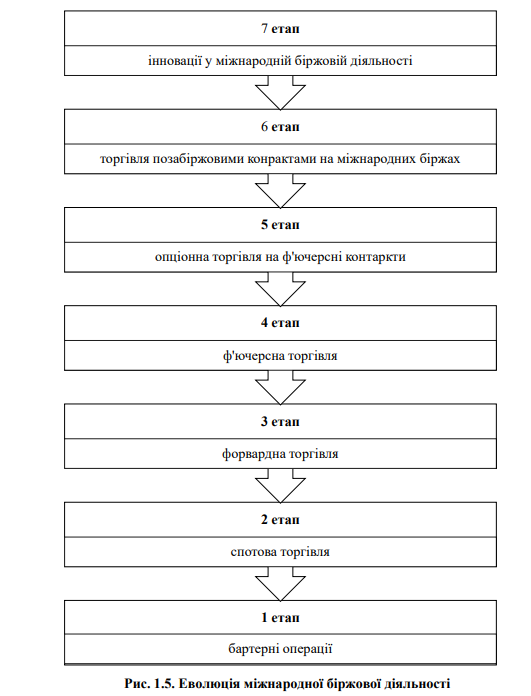 7 етап
інновації у міжнародній біржовій діяльності
6 етап
торгівля позабіржовими конрактами на міжнародних біржах
5 етап
опціонна торгівля на ф'ючерсні контаркти
4 етап
ф'ючерсна торгівля
3 етап
форвардна торгівля
2 етап
спотова торгівля
1 етап
бартерні операції
Рис. 1.5. Еволюція міжнародної біржової діяльності